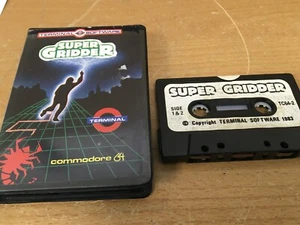 TERMINAL SOFTWARE
SUPER
GRIDDER
TERMINAL
commodore 64
SUPER GRIDDER
SIDE
1 & 2
TC64-2
© Copyright TERMINAL SOFTWARE 1983